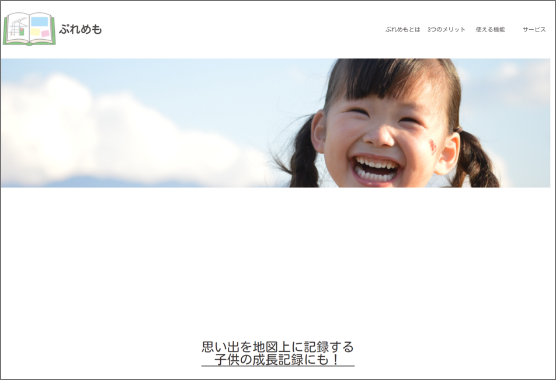 ぷれめも
ぷれめもとは 3つのメリット 使える機能 サービス
思い出を地図上に記録する
子供の成長記録にも！